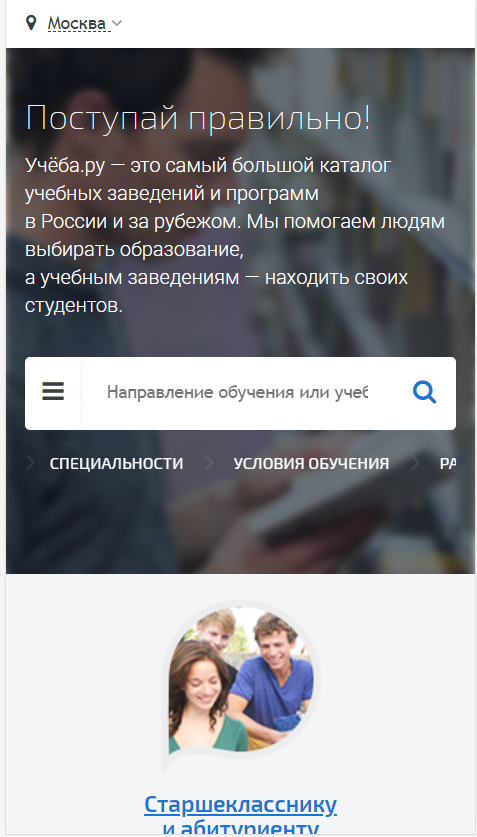 Москва
Поступай правильно!
Учёба.ру — это самый большой каталог
учебных заведений и программ
в России и за рубежом. Мы помогаем людям
выбирать образование,
а учебным заведениям — находить своих
студентов.
Направление обучения или учеб
СПЕЦИАЛЬНОСТИ УСЛОВИЯ ОБУЧЕНИЯ РА
Старшекласснику
и абитуриенту